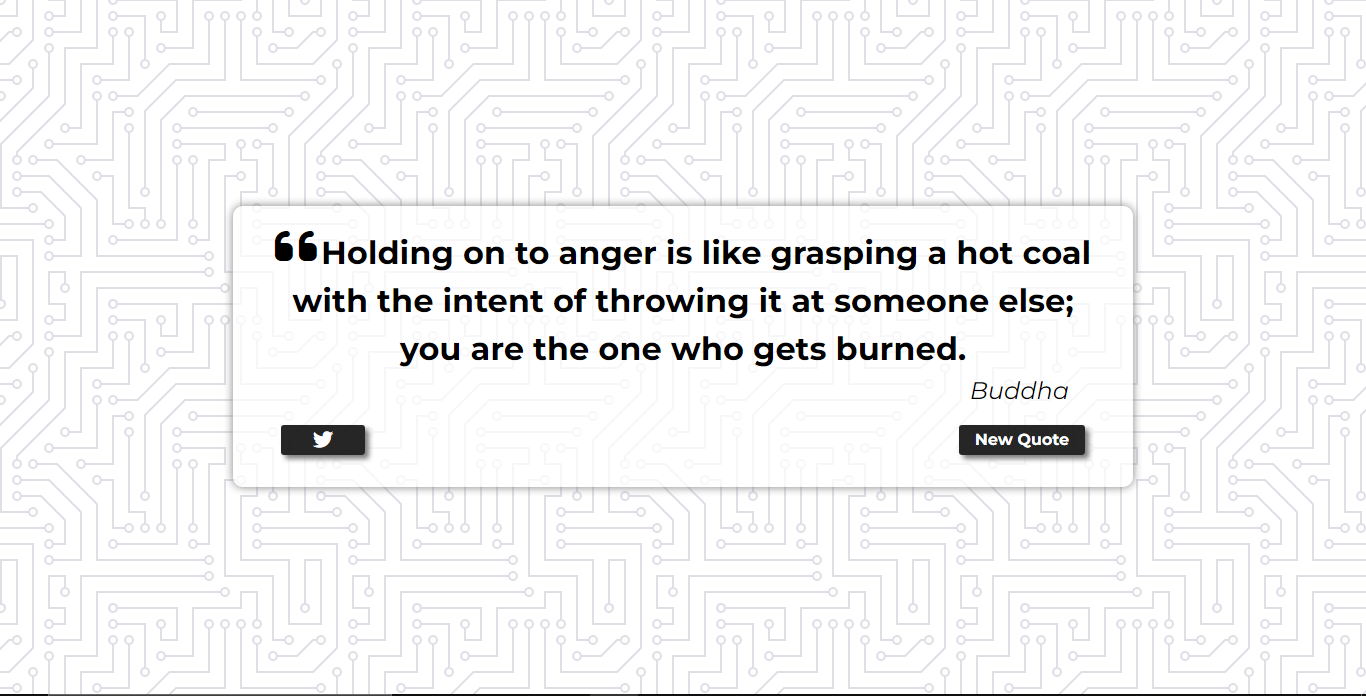 Holding on to anger is like grasping a hot coal
with the intent of throwing it at someone else;
you are the one who gets burned.
Buddha
New Quote